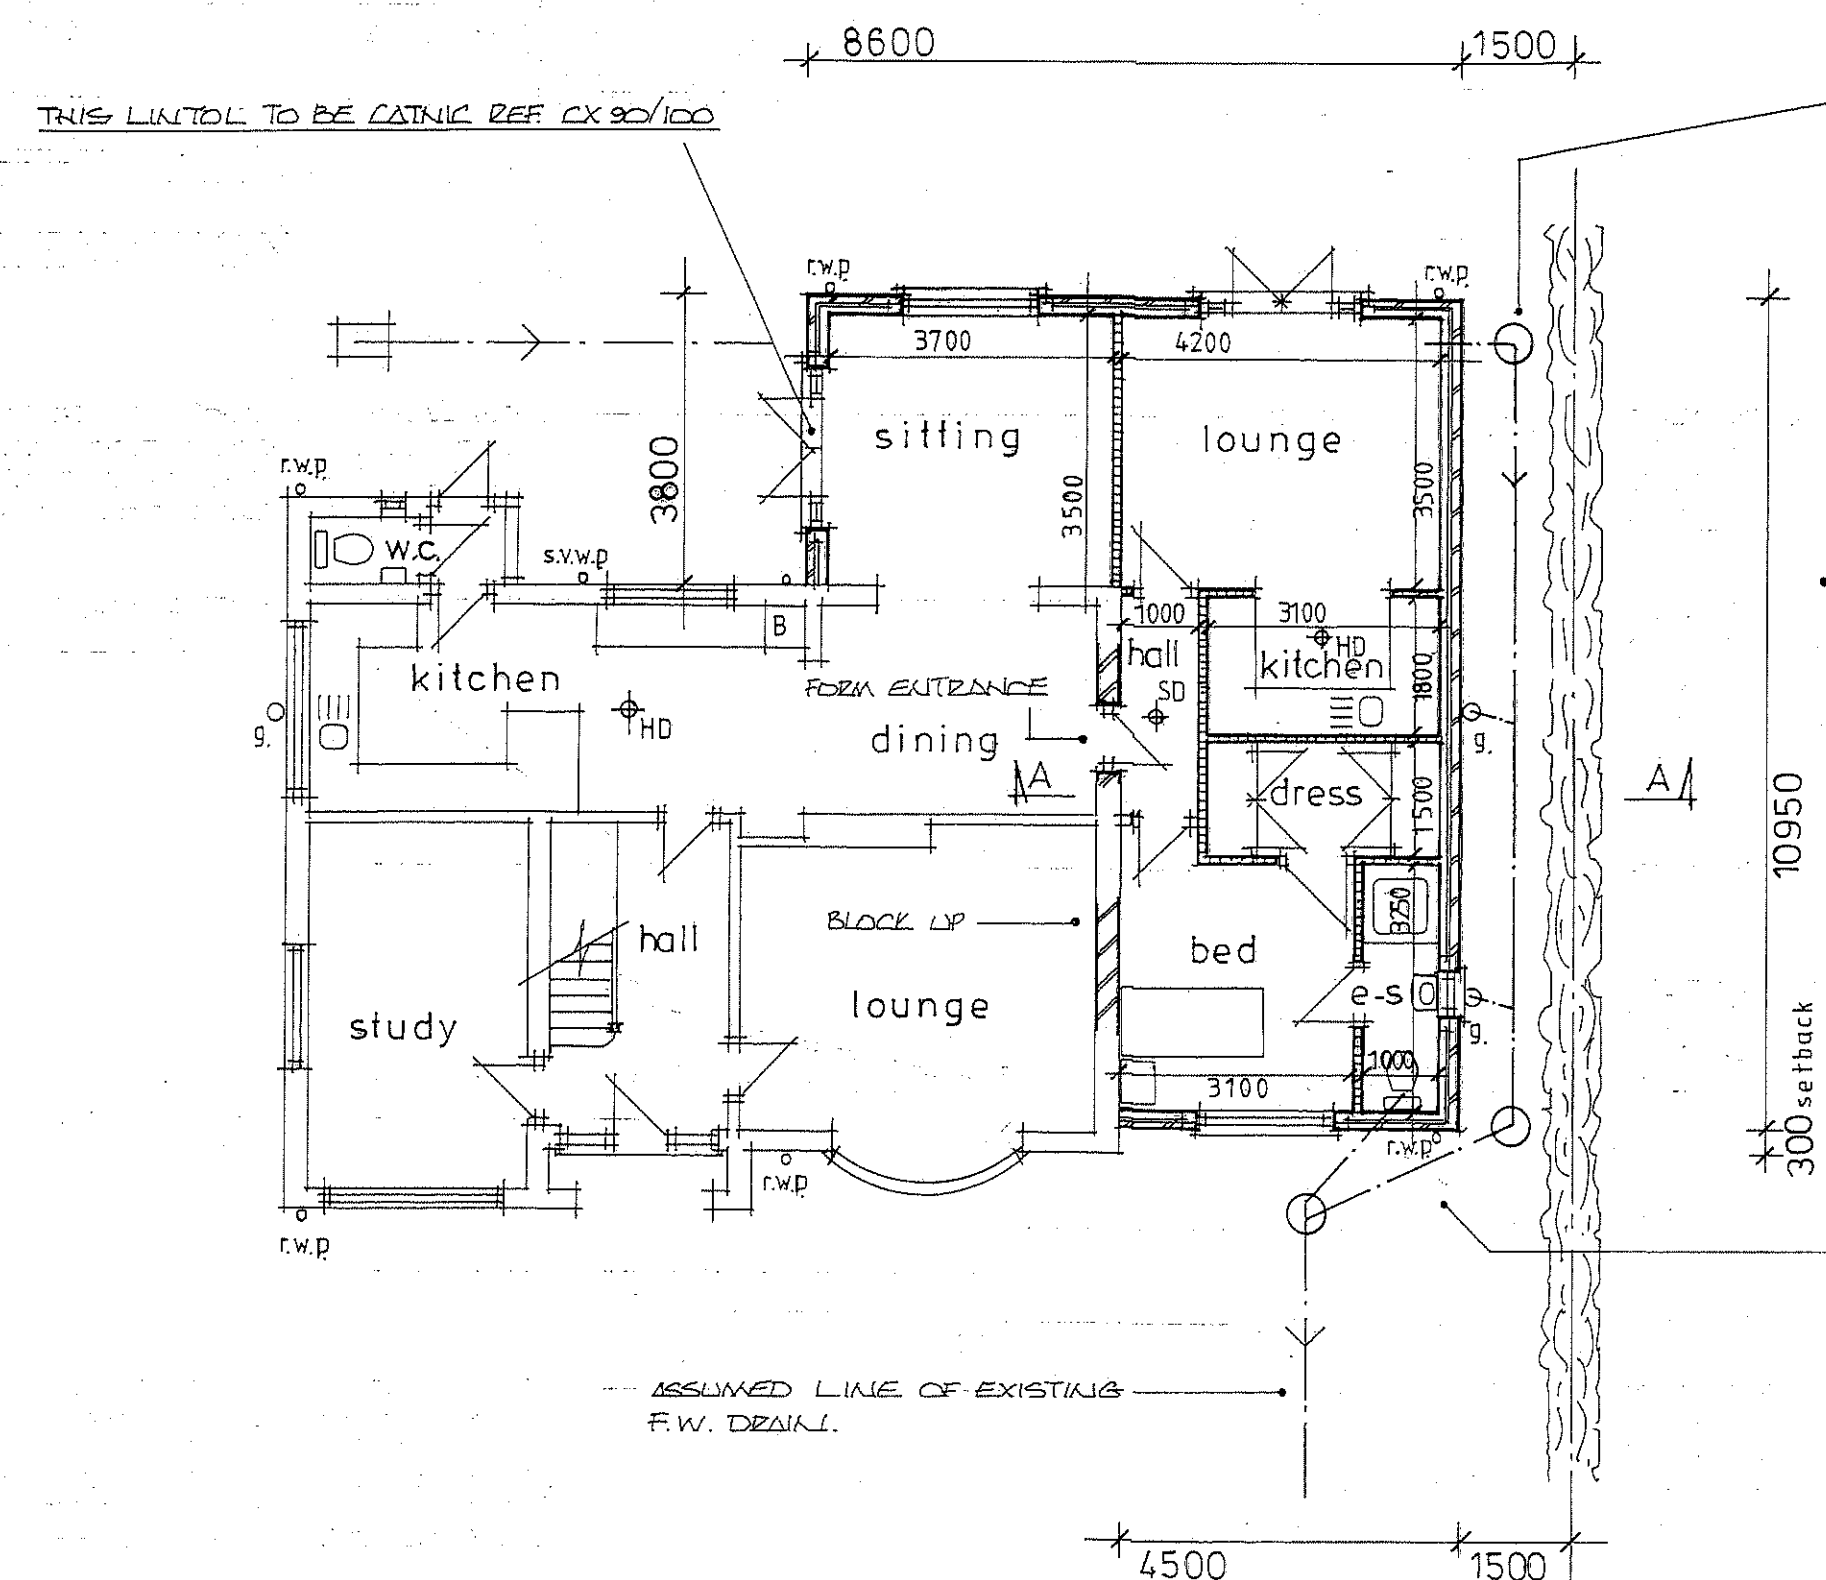 8600
1500
THIS LINTOL TO BE CATNIC REF. CX 90/100
r.w.p
r.w.p
3700
4200
sitting
lounge
3800
3500
3500
r.w.p
W.C.
s.v.w.p
B
1000
3100
hall
HD
kitchen
kitchen
1800
FORM ENTRANCE
SD
g.
HD
dining
g.
A
A
dress
1500
10950
BLOCK UP
3250
hall
bed
lounge
e-s
study
g.
1000
3100
300 setback
r.w.p
r.w.p
r.w.p
ASSUMED LINE OF EXISTING
F.W. DRAIN.
4500
1500